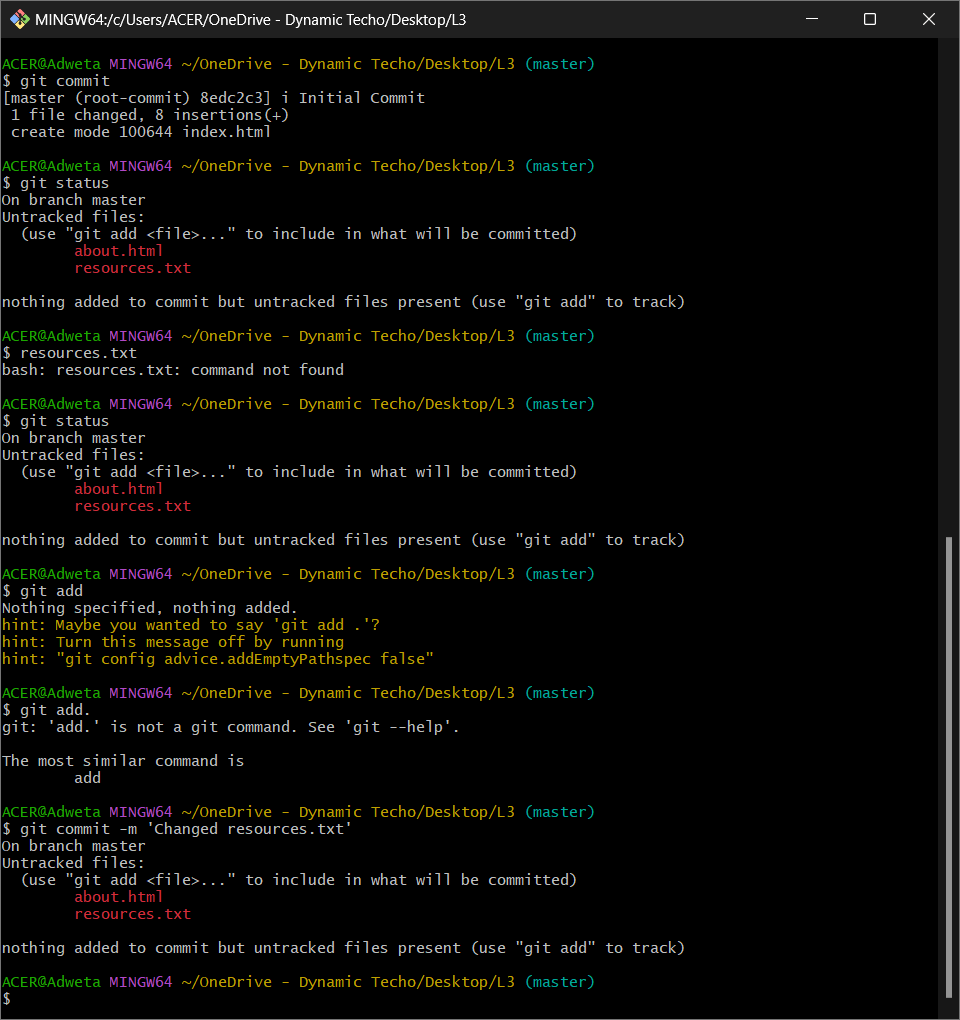 MINGW64:/c/Users/ACER/OneDrive - Dynamic Techo/Desktop/L3
ACER@Adweta MINGW64 ~/OneDrive - Dynamic Techo/Desktop/L3 (master)
$ git commit
[master (root-commit) 8edc2c3] i Initial Commit
 1 file changed, 8 insertions(+)
 create mode 100644 index.html

ACER@Adweta MINGW64 ~/OneDrive - Dynamic Techo/Desktop/L3 (master)
$ git status
On branch master
Untracked files:
  (use "git add <file>..." to include in what will be committed)
        about.html
        resources.txt

nothing added to commit but untracked files present (use "git add" to track)

ACER@Adweta MINGW64 ~/OneDrive - Dynamic Techo/Desktop/L3 (master)
$ resources.txt
bash: resources.txt: command not found

ACER@Adweta MINGW64 ~/OneDrive - Dynamic Techo/Desktop/L3 (master)
$ git status
On branch master
Untracked files:
  (use "git add <file>..." to include in what will be committed)
        about.html
        resources.txt

nothing added to commit but untracked files present (use "git add" to track)

ACER@Adweta MINGW64 ~/OneDrive - Dynamic Techo/Desktop/L3 (master)
$ git add
Nothing specified, nothing added.
hint: Maybe you wanted to say 'git add .'?
hint: Turn this message off by running
hint: "git config advice.addEmptyPathspec false"

ACER@Adweta MINGW64 ~/OneDrive - Dynamic Techo/Desktop/L3 (master)
$ git add.
git: 'add.' is not a git command. See 'git --help'.

The most similar command is
        add

ACER@Adweta MINGW64 ~/OneDrive - Dynamic Techo/Desktop/L3 (master)
$ git commit -m 'Changed resources.txt'
On branch master
Untracked files:
  (use "git add <file>..." to include in what will be committed)
        about.html
        resources.txt

nothing added to commit but untracked files present (use "git add" to track)

ACER@Adweta MINGW64 ~/OneDrive - Dynamic Techo/Desktop/L3 (master)
$